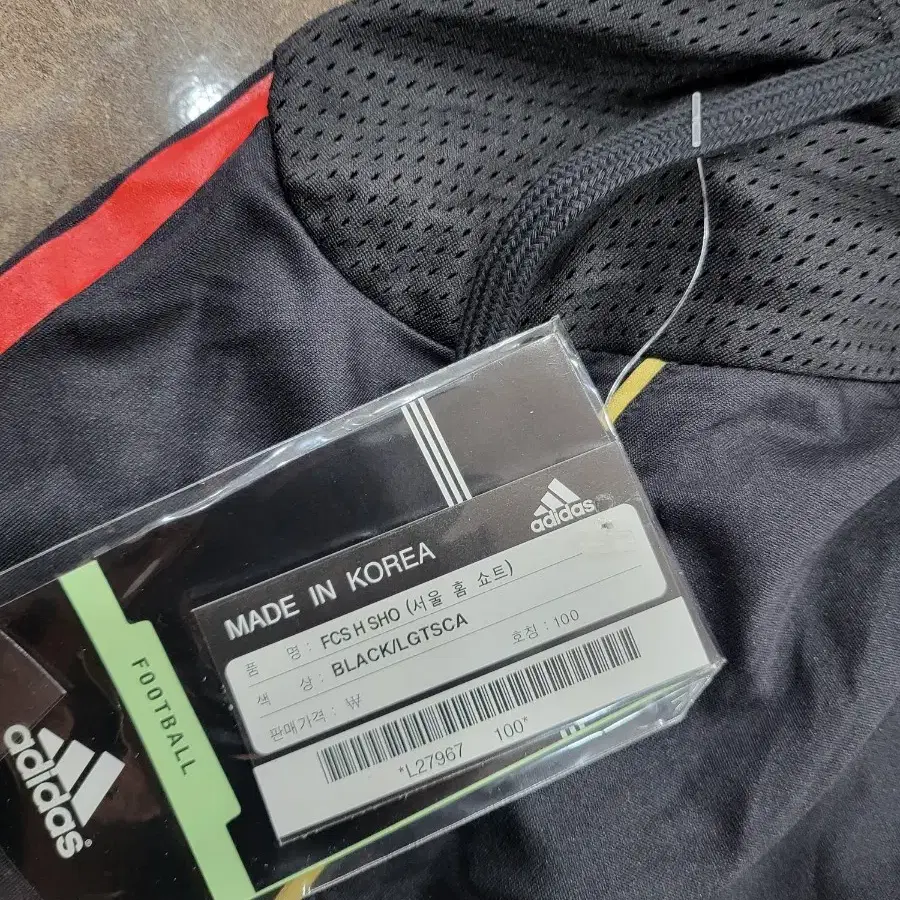 adidas
MADE IN KOREA
품 명 : FCS H SHO (서울 홈 쇼트)
색 상 : BLACK/LGTSCA
호칭 : 100
판매가격 : ₩
*L27967 100*
FOOTBALL
adidas®